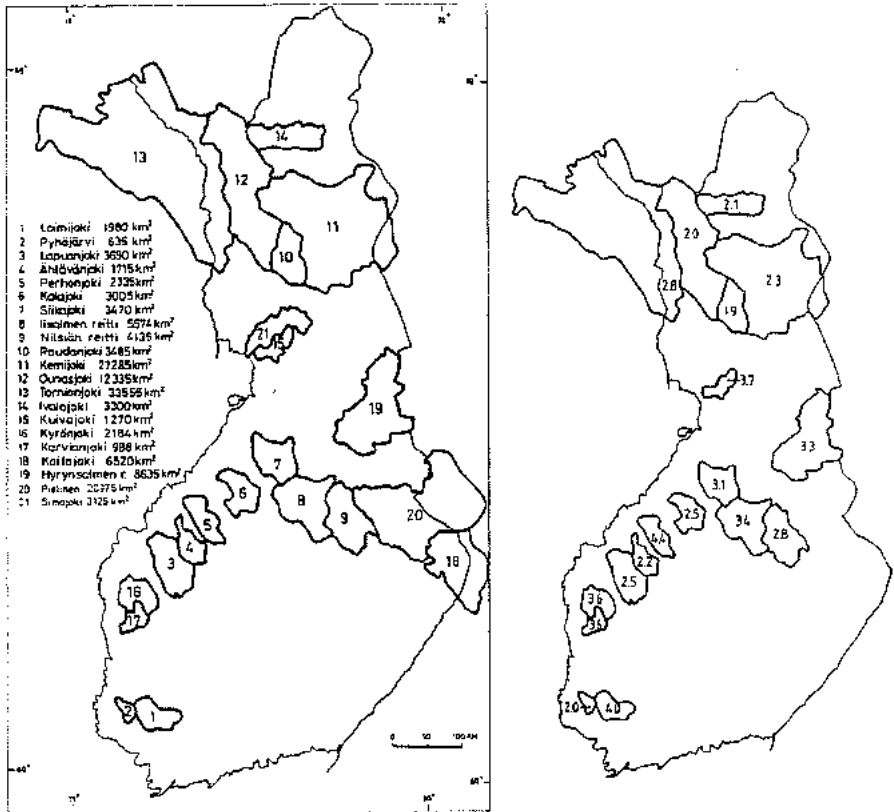 1 Loimijoki 1980 km²
2 Pyhäjärvi 635 km²
3 Lapuanjoki 3690 km²
4 Ähtävänjoki 1715 km²
5 Perhonjoki 2335 km²
6 Kalajoki 3005 km²
7 Siikajoki 3470 km²
8 Iisalmen reitti 5574 km²
9 Nilsiän reitti 4135 km²
10 Raudanjoki 3485 km²
11 Kemijoki 27285 km²
12 Ounasjoki 12335 km²
13 Tornionjoki 33555 km²
14 Ivalojoki 3300 km²
15 Kuivajoki 1270 km²
16 Kyrönjoki 2184 km²
17 Karvianjoki 988 km²
18 Koitajoki 6520 km²
19 Hyrynsalmen r. 8635 km²
20 Pielinen 20975 km²
21 Simojoki 3125 km²
14
13
12
11
10
21
15
19
7
6
8
9
20
5
4
3
18
16
17
2
1
0 50 100 KM
2.1
2.0
2.3
2.8
1.9
3.7
3.3
3.1
2.5
3.4
2.8
4.4
2.2
2.5
3.6
3.6
2.0
4.0